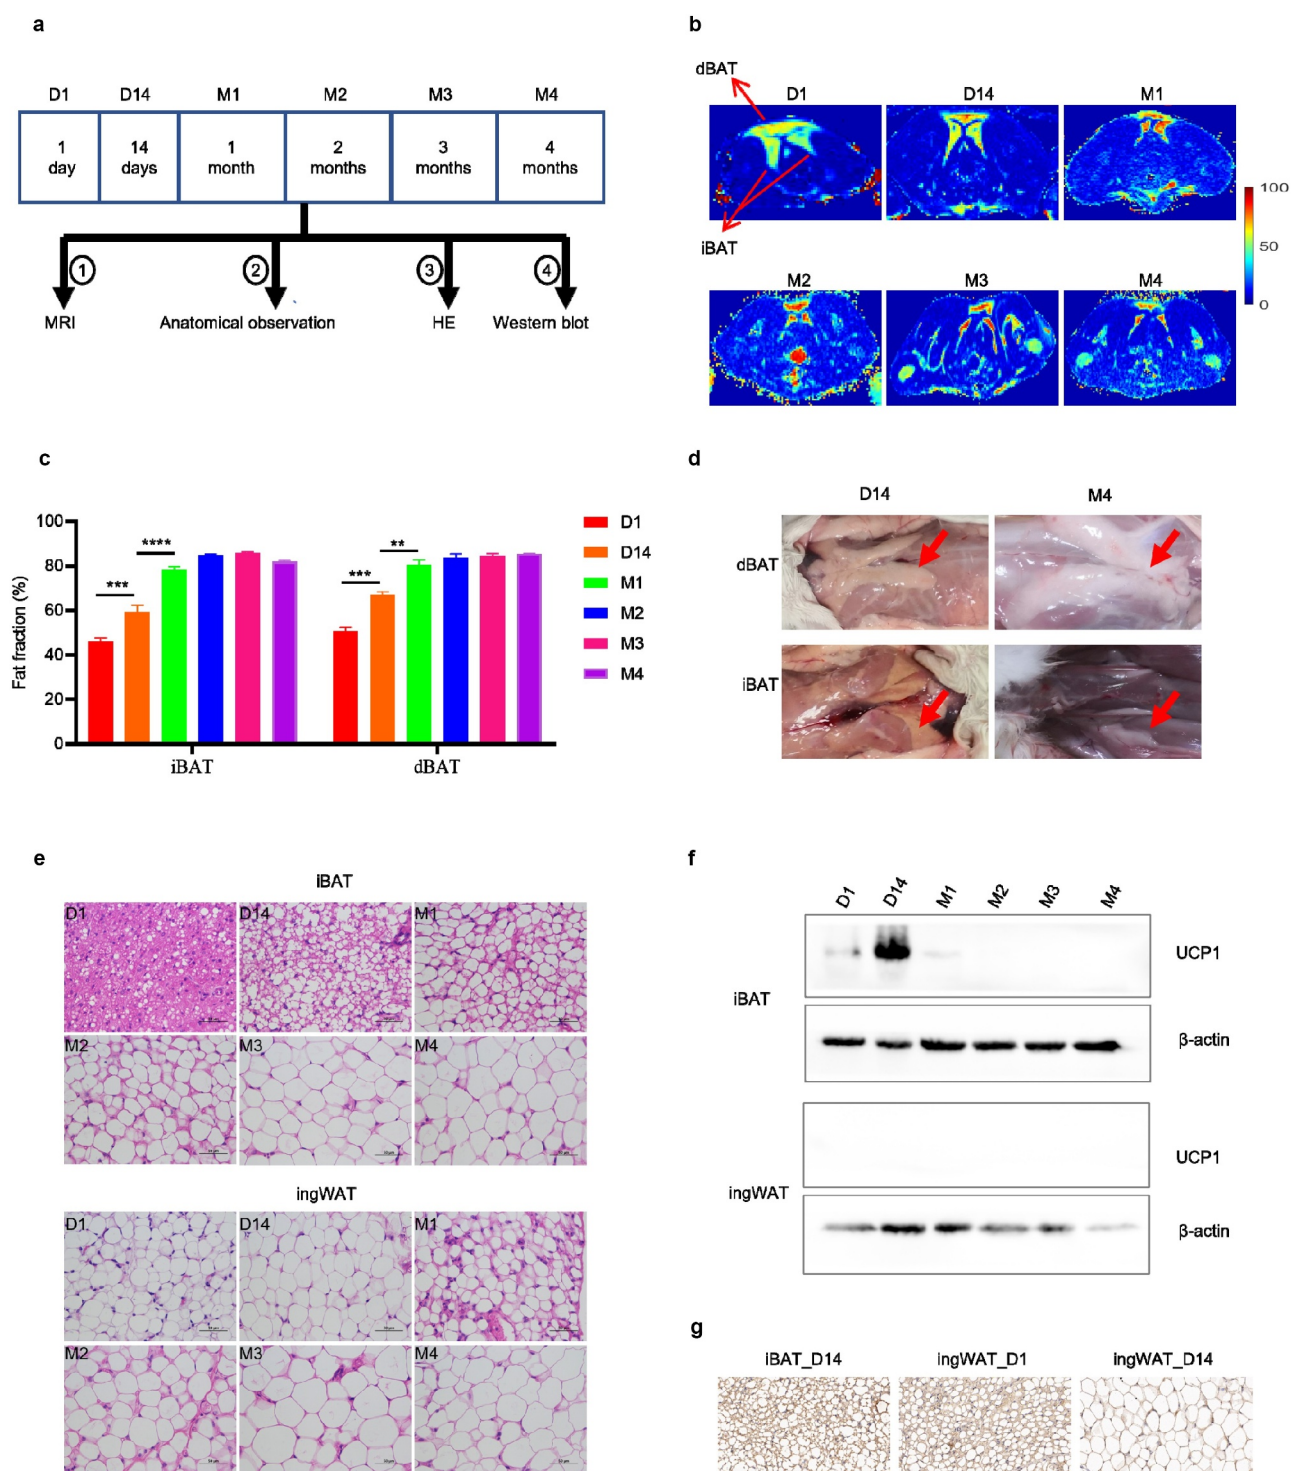 a
D1 D14 M1 M2 M3 M4
1 day
14 days
1 month
2 months
3 months
4 months
1 2 3 4
MRI Anatomical observation HE Western blot
b
dBAT
D1 D14 M1
iBAT
M2 M3 M4
100
50
0
c
Fat fraction (%)
100
80
60
40
20
0
*** **** *** **
iBAT dBAT
D1
D14
M1
M2
M3
M4
d
D14 M4
dBAT
iBAT
e
iBAT
D1 D14 M1
M2 M3 M4
ingWAT
D1 D14 M1
M2 M3 M4
f
D1 D14 M1 M2 M3 M4
UCP1
iBAT
β-actin
UCP1
ingWAT
β-actin
g
iBAT_D14 ingWAT_D1 ingWAT_D14